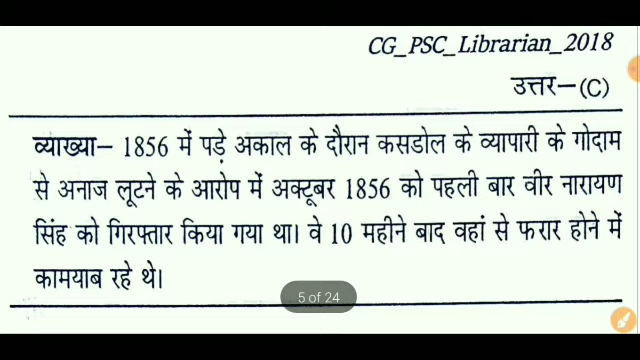 CG_PSC_Librarian_2018
उत्तर–(C)
व्याख्या– 1856 में पड़े अकाल के दौरान कसडोल के व्यापारी के गोदाम
से अनाज लूटने के आरोप में अक्टूबर 1856 को पहली बार वीर नारायण
सिंह को गिरफ्तार किया गया था। वे 10 महीने बाद वहां से फरार होने में
कामयाब रहे थे।
5 of 24